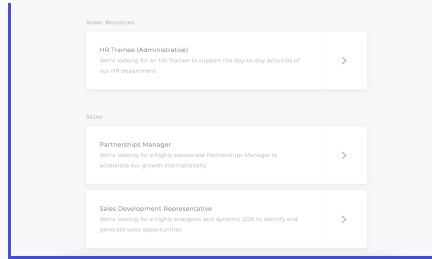 Human Resources
HR Trainee (Administrative)
We're looking for an HR Trainee to support the day-to-day activities of
our HR department.
Sales
Partnerships Manager
We're looking for a highly passionate Partnerships Manager to
accelerate our growth internationally.
Sales Development Representative
We're looking for a highly energetic and dynamic SDR to identify and
generate sales opportunities.